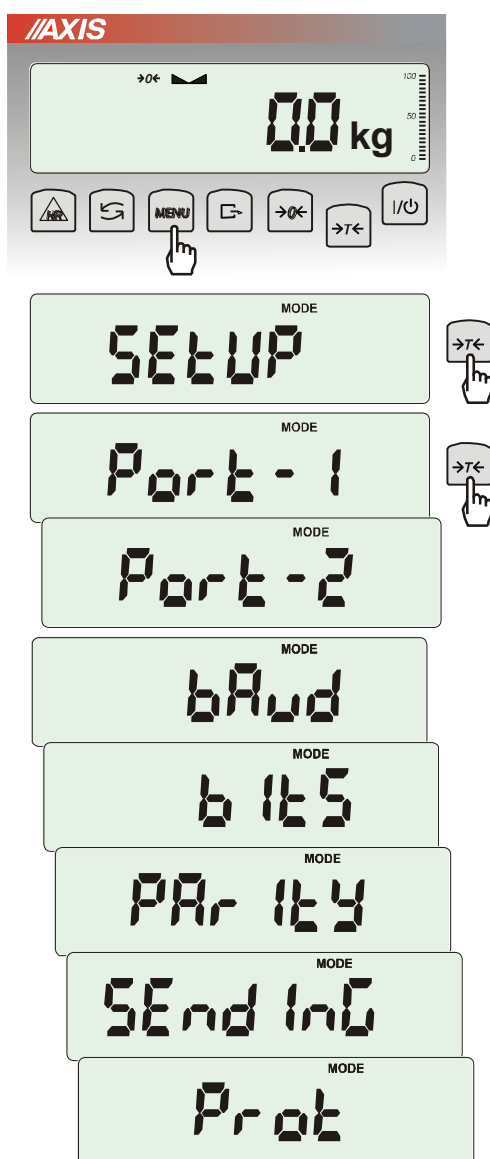 //AXIS
→0← 100
50
0.0 kg
0
HR MENU →0← →T← I/⏻
MODE
SEtUP
→T←
MODE
Port-1
→T←
MODE
Port-2
MODE
bAud
MODE
bItS
MODE
PArItY
MODE
SEndInG
MODE
Prot